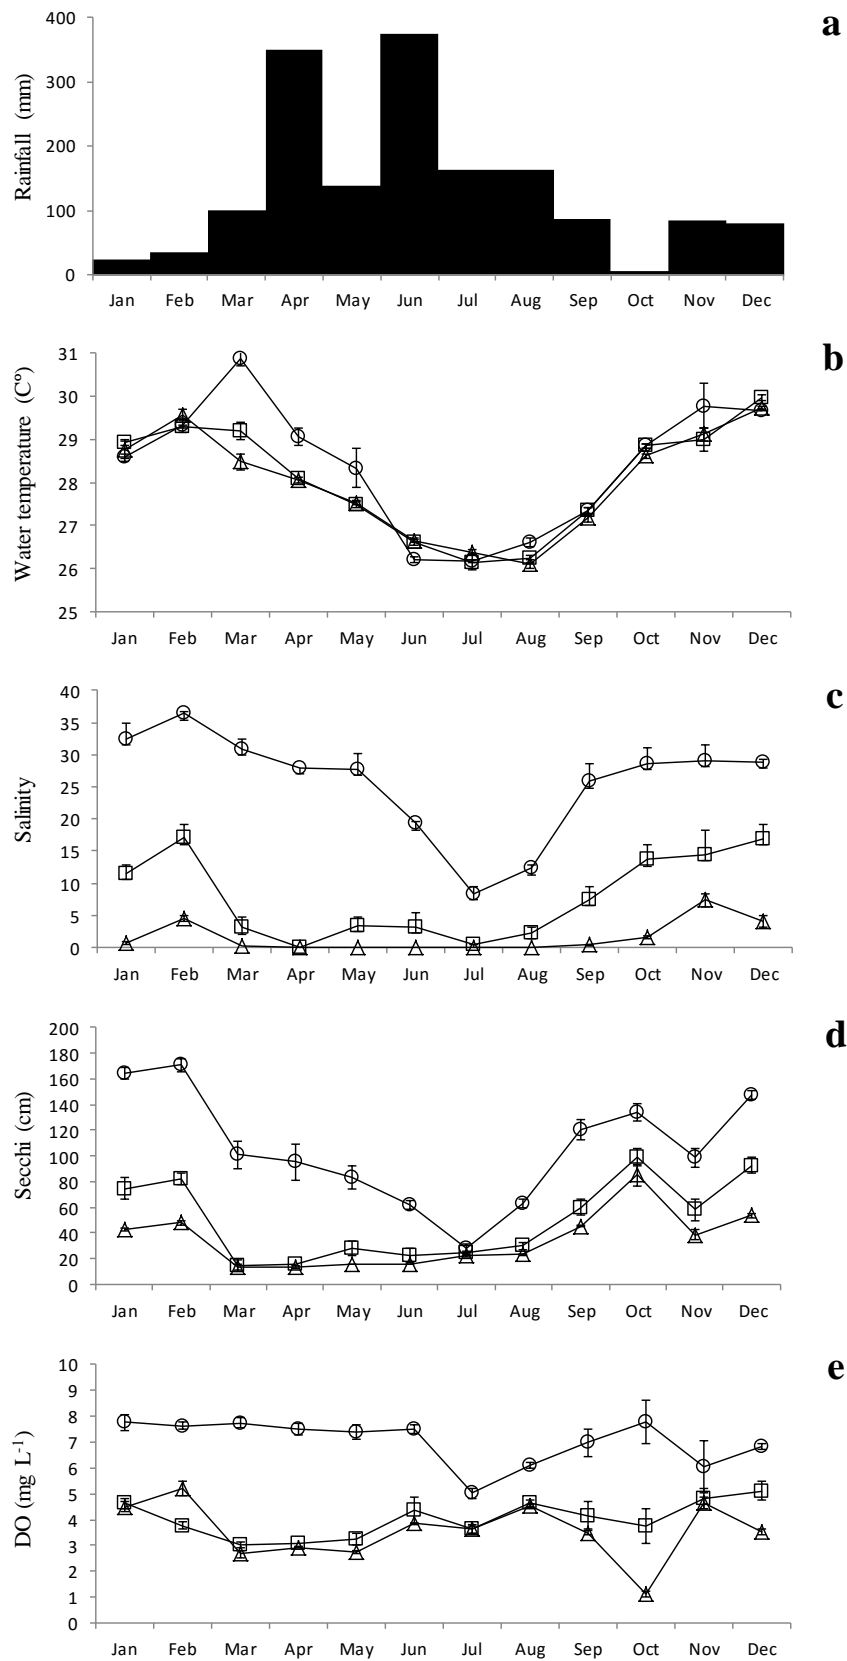 a
400
300
200
100
0
Rainfall (mm)
Jan Feb Mar Apr May Jun Jul Aug Sep Oct Nov Dec
b
31
30
29
28
27
26
25
Water temperature (Cº)
Jan Feb Mar Apr May Jun Jul Aug Sep Oct Nov Dec
c
40
35
30
25
20
15
10
5
0
Salinity
Jan Feb Mar Apr May Jun Jul Aug Sep Oct Nov Dec
d
200
180
160
140
120
100
80
60
40
20
0
Secchi (cm)
Jan Feb Mar Apr May Jun Jul Aug Sep Oct Nov Dec
e
10
9
8
7
6
5
4
3
2
1
0
DO (mg L⁻¹)
Jan Feb Mar Apr May Jun Jul Aug Sep Oct Nov Dec